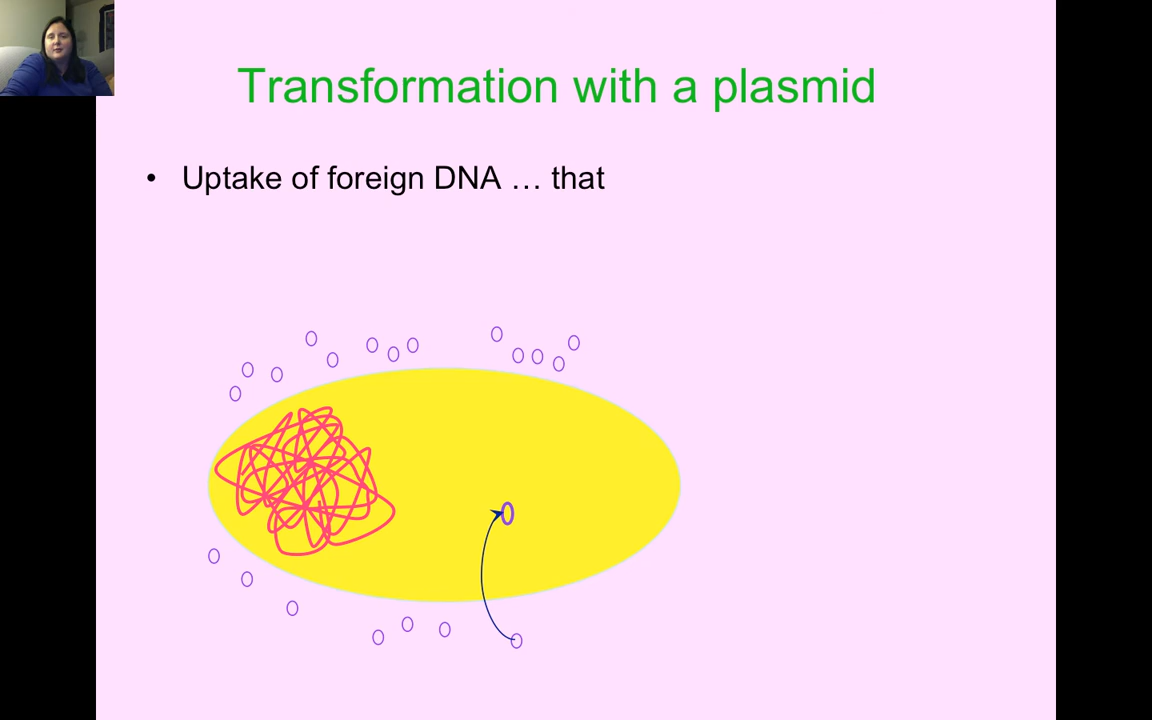 Transformation with a plasmid
• Uptake of foreign DNA … that